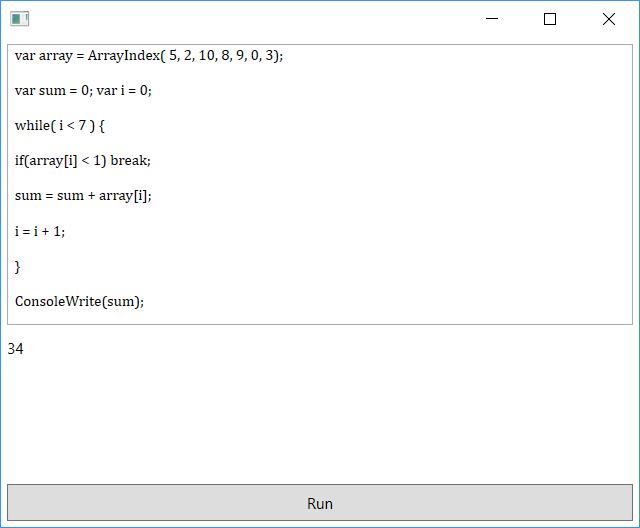 var array = ArrayIndex( 5, 2, 10, 8, 9, 0, 3);
var sum = 0; var i = 0;
while( i < 7 ) {
if(array[i] < 1) break;
sum = sum + array[i];
i = i + 1;
}
ConsoleWrite(sum);
34
Run